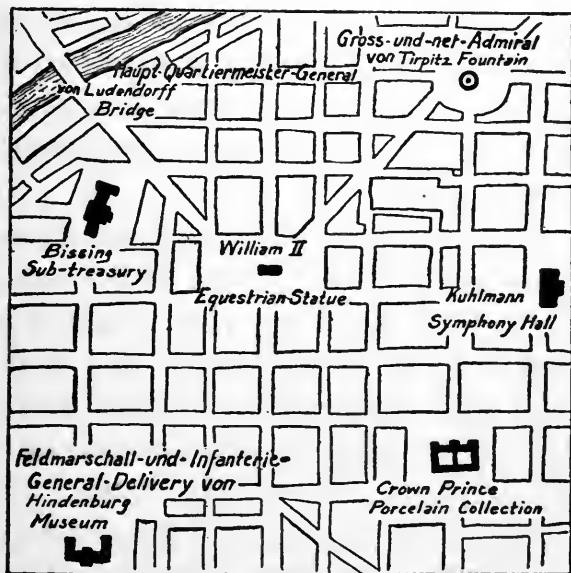 Gross-und-net-Admiral
von Tirpitz Fountain
Haupt-Quartiermeister-General
von Ludendorff
Bridge
Bissing
Sub-treasury
William II
Equestrian Statue
Kuhlmann
Symphony Hall
Feldmarschall-und-Infanterie-
General-Delivery von
Hindenburg
Museum
Crown Prince
Porcelain Collection